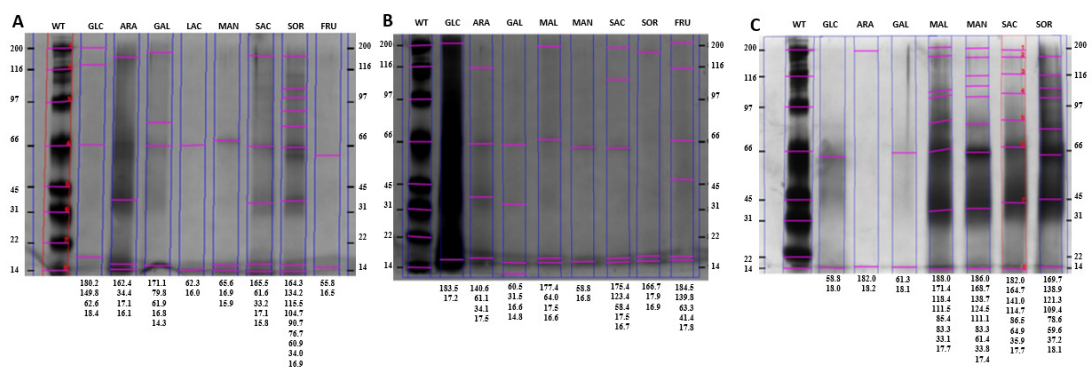 A
WT GLC ARA GAL LAC MAN SAC SOR FRU
200 200
116 116
97 97
66 66
45 45
31 31
22 22
14 14
180.2 162.4 171.1 62.3 65.6 165.5 164.3 55.8
149.8 34.4 79.8 16.0 16.9 61.6 134.2 16.5
62.6 17.1 61.9 15.9 33.2 115.5
18.4 16.1 16.8 17.1 104.7
14.3 15.8 90.7
76.7
60.9
34.0
16.9
B
WT GLC ARA GAL MAL MAN SAC SOR FRU
200 200
116 116
97 97
66 66
45 45
31 31
22 22
14 14
183.5 140.6 60.5 177.4 58.8 175.4 166.7 184.5
17.2 61.1 31.5 64.0 16.8 123.4 17.9 139.8
34.1 16.6 17.5 58.4 16.9 63.3
17.5 14.8 16.6 17.5 41.4
16.7 17.8
C
WT GLC ARA GAL MAL MAN SAC SOR
200 200
116 116
97 97
66 66
45 45
31 31
22 22
14 14
58.8 182.0 61.3 188.0 186.0 182.0 169.7
18.0 18.2 18.1 171.4 168.7 164.7 138.9
118.4 137.7 141.0 121.3
111.5 124.5 114.7 109.4
85.4 111.1 86.5 78.6
83.3 83.3 64.9 59.6
33.1 61.4 35.9 37.2
17.7 33.8 17.7 18.1
17.4